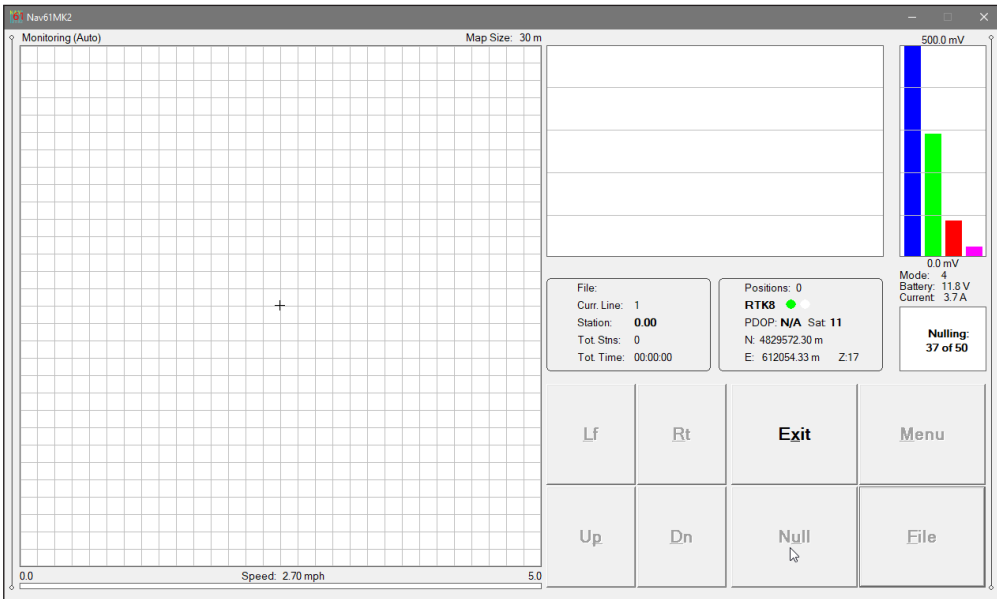 Nav61MK2
Monitoring (Auto)
Map Size: 30 m
500.0 mV
0.0 mV
Mode: 4
Battery: 11.8 V
Current: 3.7 A
File:
Curr. Line: 1
Station: 0.00
Tot. Stns: 0
Tot. Time: 00:00:00
Positions: 0
RTK8
PDOP: N/A Sat: 11
N: 4829572.30 m
E: 612054.33 m Z:17
Nulling:
37 of 50
Lf
Rt
Exit
Menu
Up
Dn
Null
File
0.0
Speed: 2.70 mph
5.0